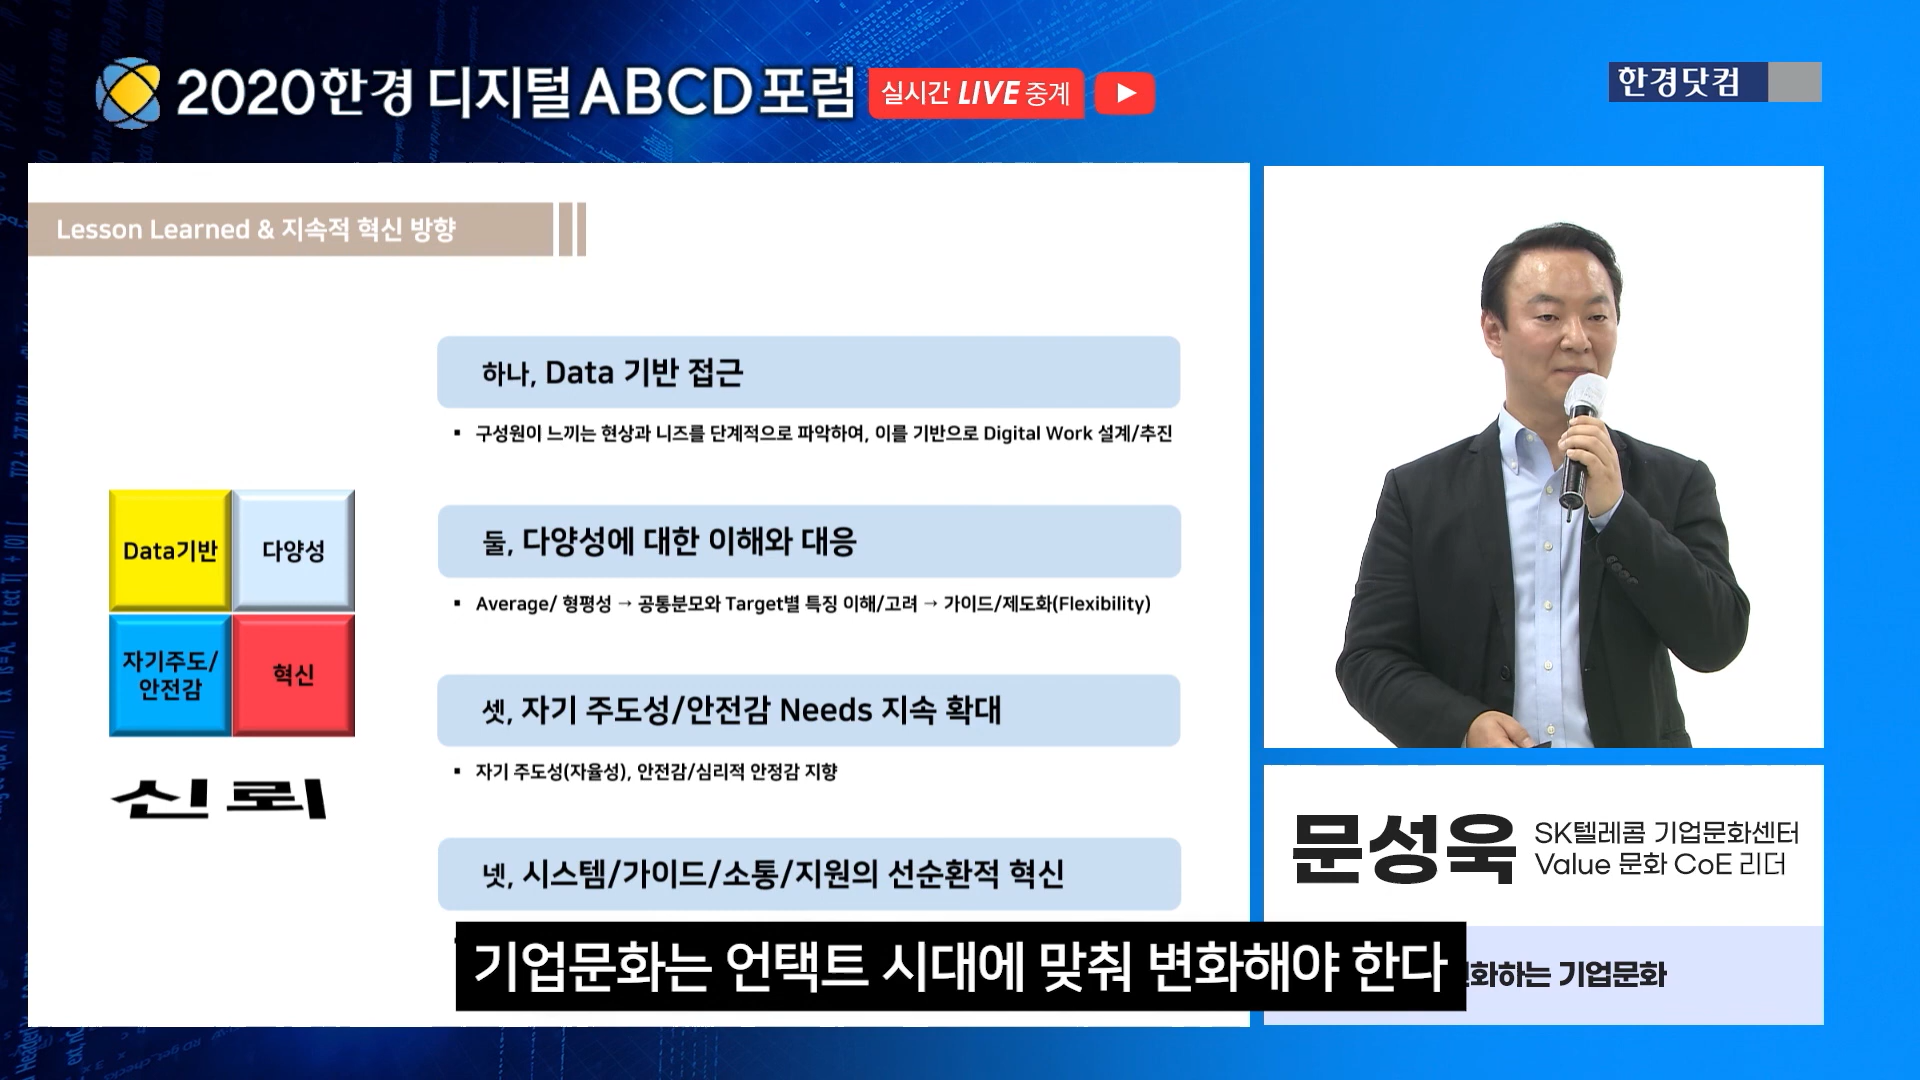 2020한경 디지털 ABCD포럼 실시간 LIVE 중계
한경닷컴
Lesson Learned & 지속적 혁신 방향
하나, Data 기반 접근
▪ 구성원이 느끼는 현상과 니즈를 단계적으로 파악하여, 이를 기반으로 Digital Work 설계/추진
둘, 다양성에 대한 이해와 대응
▪ Average/ 형평성 → 공통분모와 Target별 특징 이해/고려 → 가이드/제도화(Flexibility)
셋, 자기 주도성/안전감 Needs 지속 확대
▪ 자기 주도성(자율성), 안전감/심리적 안정감 지향
넷, 시스템/가이드/소통/지원의 선순환적 혁신
Data기반
다양성
자기주도/
안전감
혁신
신뢰
문성욱
SK텔레콤 기업문화센터
Value 문화 CoE 리더
기업문화
기업문화는 언택트 시대에 맞춰 변화해야 한다